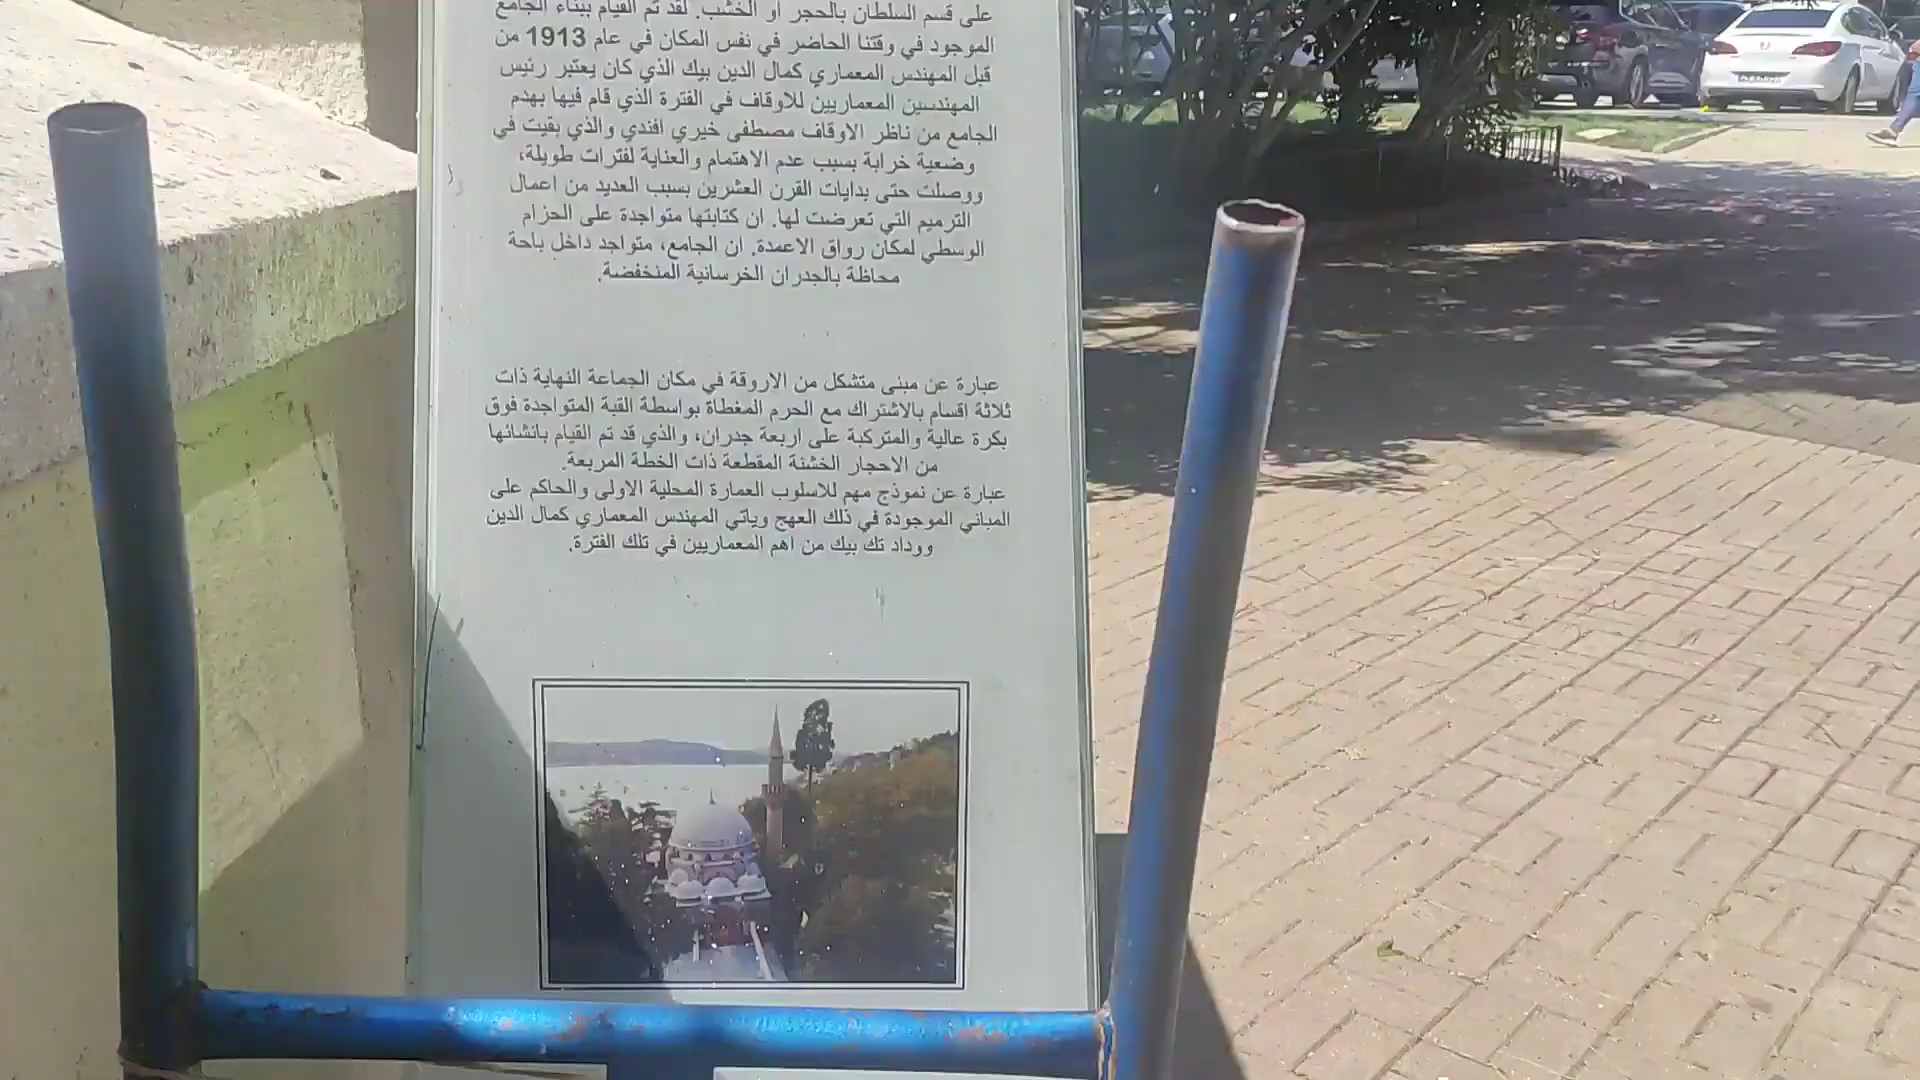 على قسم السلطان بالحجر او الخشب. لقد تم القيام ببناء الجامع
الموجود في وقتنا الحاضر في نفس المكان في عام 1913 من
قبل المهندس المعماري كمال الدين بيك الذي كان يعتبر رئيس
المهندسين المعماريين للاوقاف في الفترة الذي قام فيها بهدم
الجامع من ناظر الاوقاف مصطفى خيري افندي والذي بقيت في
وضعية خرابة بسبب عدم الاهتمام والعناية لفترات طويلة،
ووصلت حتى بدايات القرن العشرين بسبب العديد من اعمال
الترميم التي تعرضت لها. ان كتابتها متواجدة على الحزام
الوسطي لمكان رواق الاعمدة. ان الجامع، متواجد داخل باحة
محاظة بالجدران الخرسانية المنخفضة.
عبارة عن مبنى متشكل من الاروقة في مكان الجماعة النهاية ذات
ثلاثة اقسام بالاشتراك مع الحرم المغطاة بواسطة القبة المتواجدة فوق
بكرة عالية والمتركبة على اربعة جدران، والذي قد تم القيام بانشائها
من الاحجار الخشنة المقطعة ذات الخطة المربعة.
عبارة عن نموذج مهم للاسلوب العمارة المحلية الاولى والحاكم على
المباني الموجودة في ذلك العهج وياتي المهندس المعماري كمال الدين
ووداد تك بيك من اهم المعماريين في تلك الفترة.